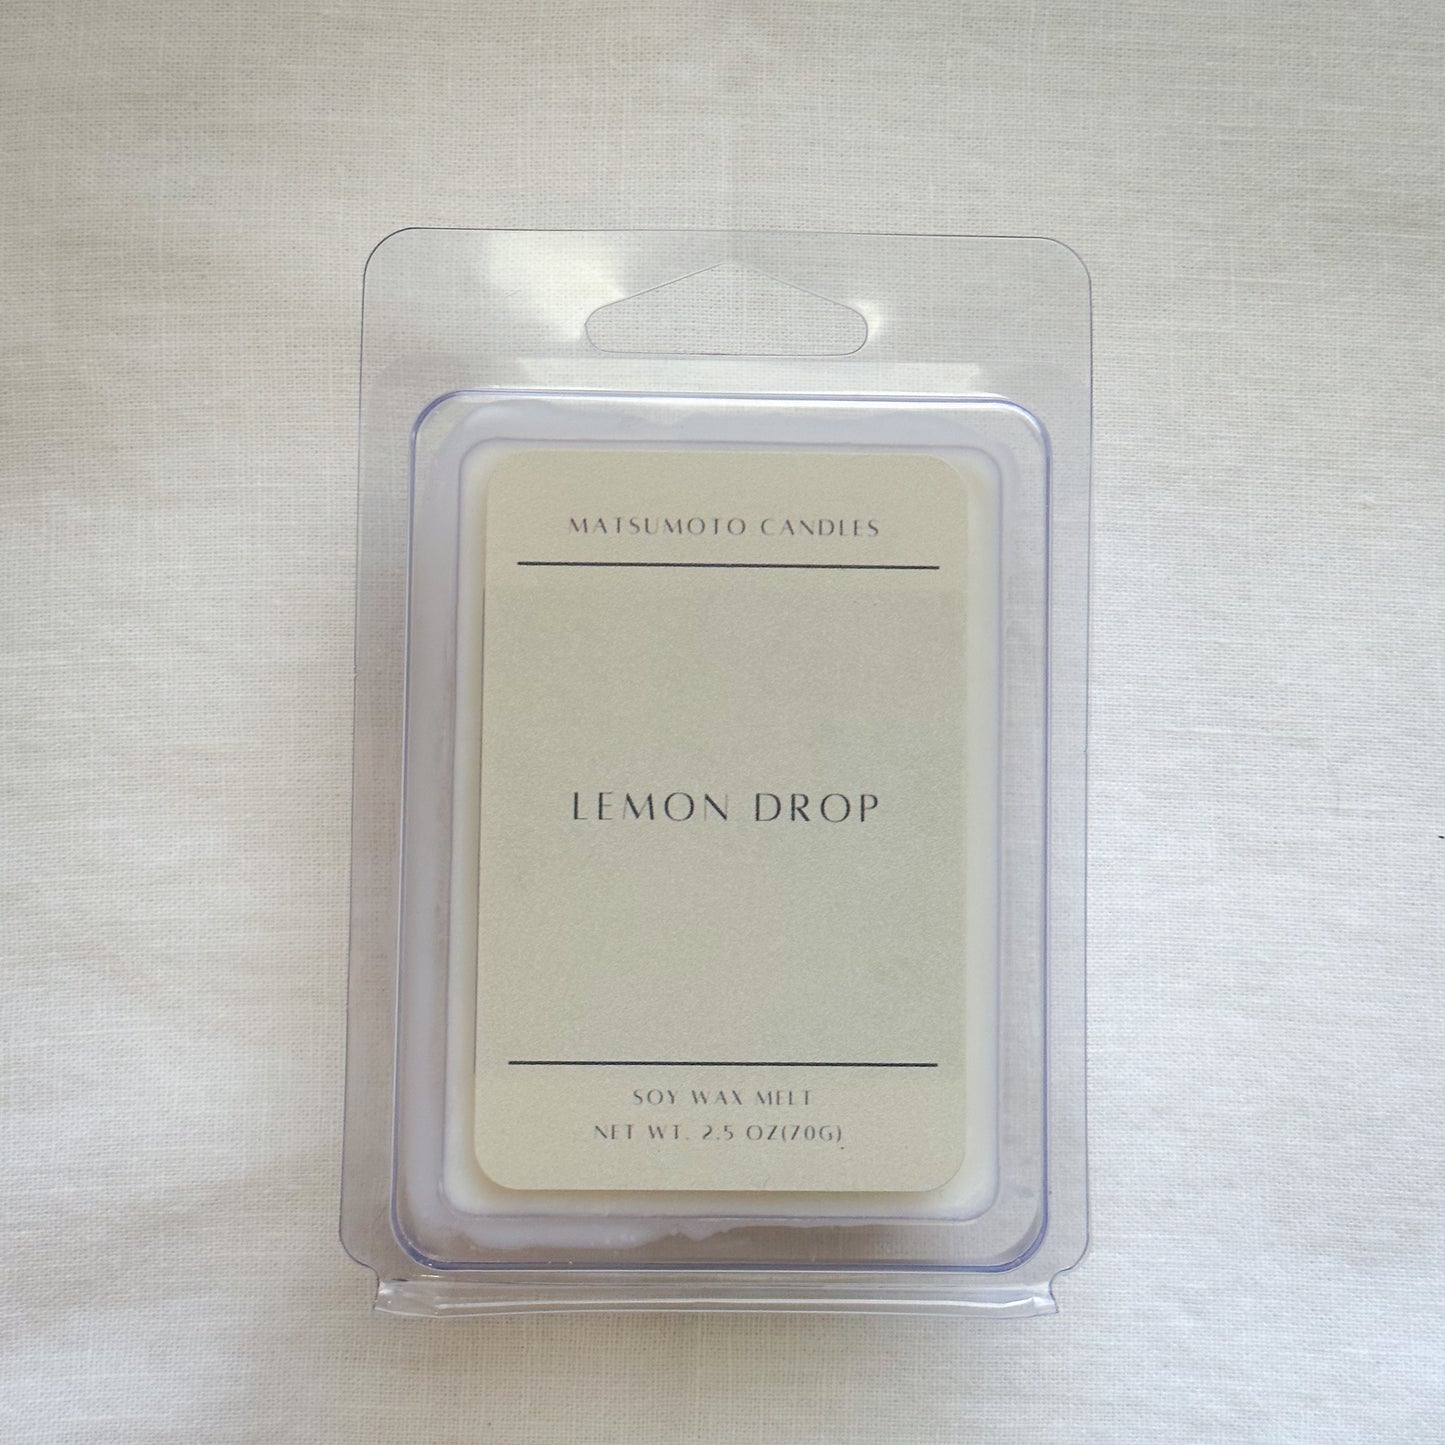 MATSUMOTO CANDLES
LEMON DROP
SOY WAX MELT
NET WT. 2.5 OZ(70G)